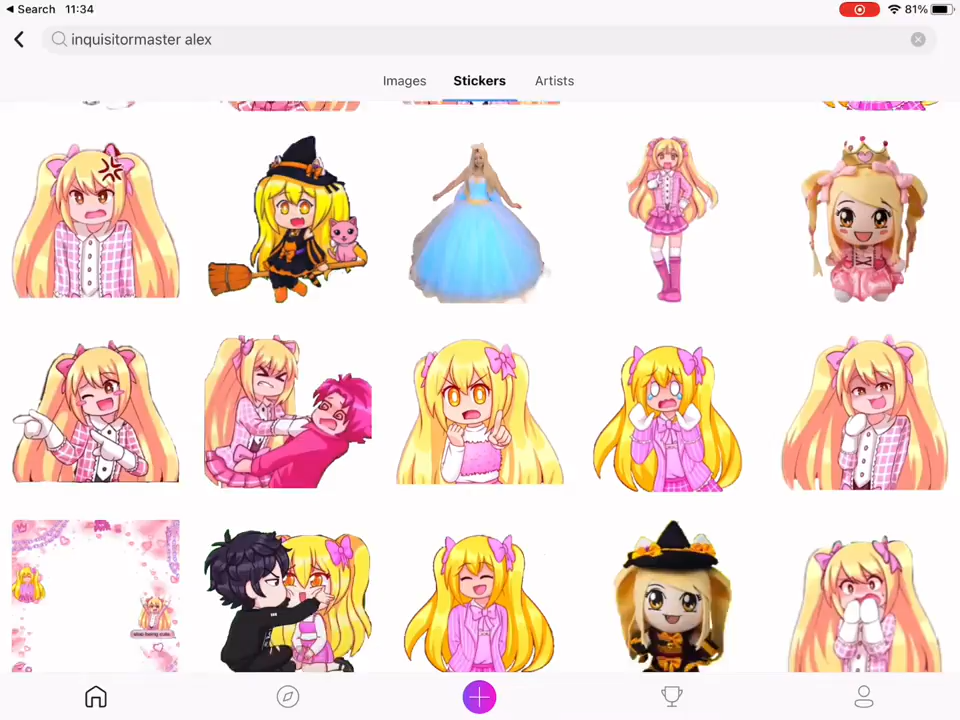 Search 11:34
81%
inquisitormaster alex
Images Stickers Artists
stop being cute